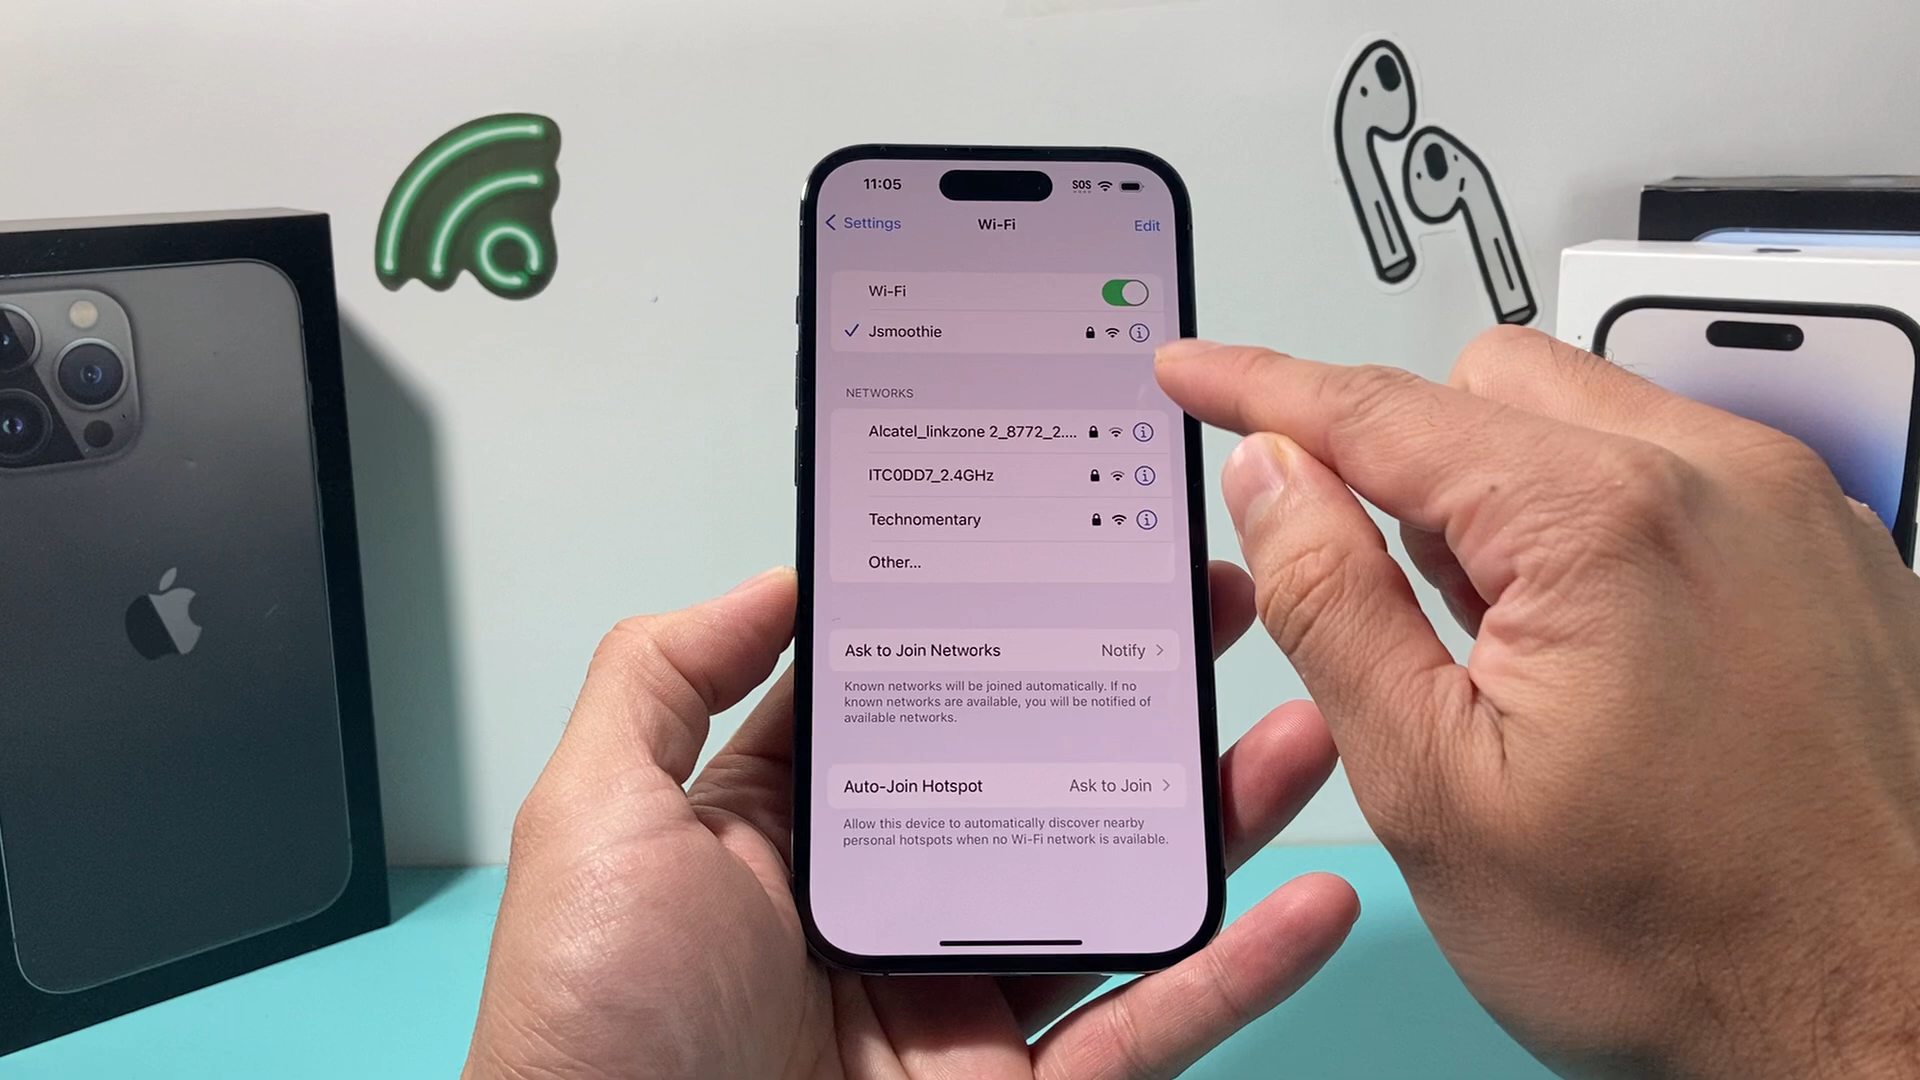 11:05 SOS
Settings Wi-Fi Edit
Wi-Fi
Jsmoothie
NETWORKS
Alcatel_linkzone 2_8772_2....
ITC0DD7_2.4GHz
Technomentary
Other...
Ask to Join Networks Notify
Known networks will be joined automatically. If no
known networks are available, you will be notified of
available networks.
Auto-Join Hotspot Ask to Join
Allow this device to automatically discover nearby
personal hotspots when no Wi-Fi network is available.